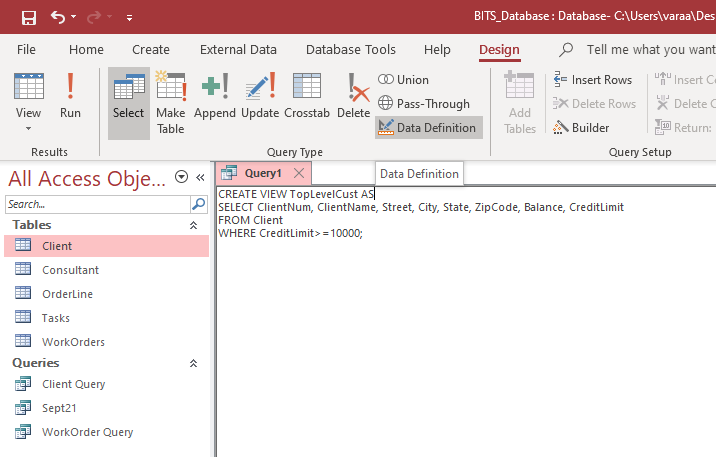 BITS_Database : Database- C:\Users\varaa\Des
File Home Create External Data Database Tools Help Design Tell me what you want
View Run Select Make Table Append Update Crosstab Delete
Union
Pass-Through
Data Definition
Add Tables
Insert Rows
Delete Rows
Builder
Insert Co
Delete C
Return:
Results Query Type Query Setup
All Access Obje...
Search...
Tables
Client
Consultant
OrderLine
Tasks
WorkOrders
Queries
Client Query
Sept21
WorkOrder Query
Query1
Data Definition
CREATE VIEW TopLevelCust AS
SELECT ClientNum, ClientName, Street, City, State, ZipCode, Balance, CreditLimit
FROM Client
WHERE CreditLimit>=10000;